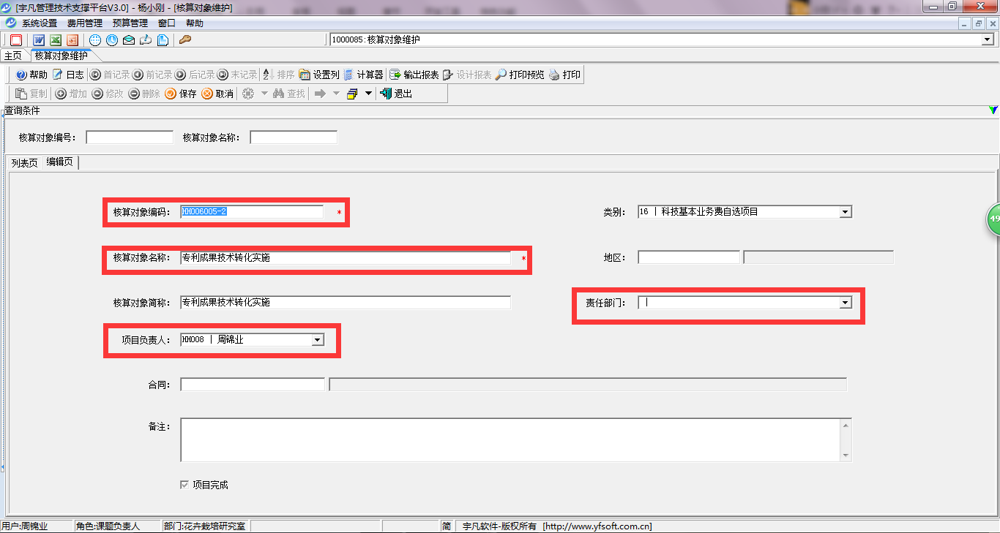 [宇凡管理技术支撑平台V3.0] - 杨小刚 - [核算对象维护]
系统设置 费用管理 预算管理 窗口 帮助
1000085:核算对象维护
主页 核算对象维护
帮助 日志 首记录 前记录 后记录 末记录 排序 设置列 计算器 输出报表 设计报表 打印预览 打印
复制 增加 修改 删除 保存 取消 查找 退出
查询条件
核算对象编号： 核算对象名称：
列表页 编辑页
核算对象编码： HH006005-2 * 类别： 16 | 科技基本业务费自选项目
49
核算对象名称： 专利成果技术转化实施 * 地区：
核算对象简称： 专利成果技术转化实施 责任部门： |
项目负责人： HH008 | 周锦业
合同：
备注：
项目完成
用户:周锦业 角色:课题负责人 部门:花卉栽培研究室 简 宇凡软件-版权所有 [http://www.yfsoft.com.cn]